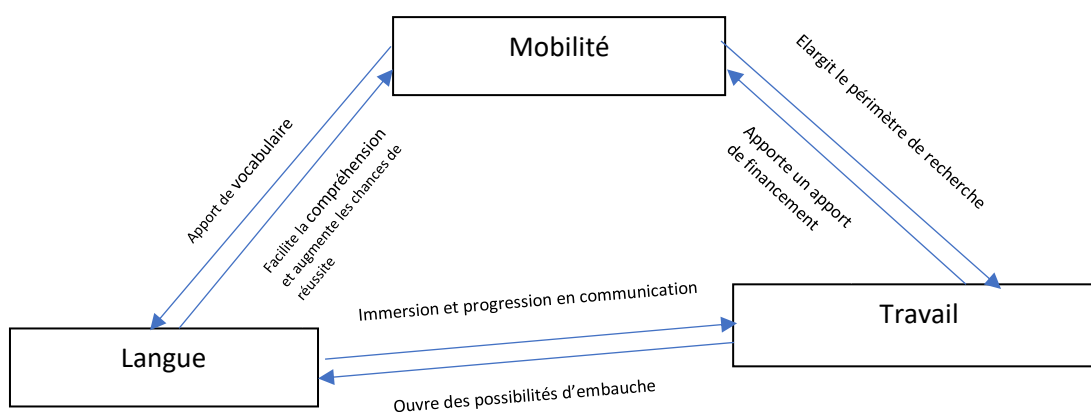 Mobilité
Elargit le périmètre de recherche
Apporte un apport
de financement
Apport de vocabulaire
Facilite la compréhension
et augmente les chances de
réussite
Immersion et progression en communication
Travail
Langue
Ouvre des possibilités d’embauche